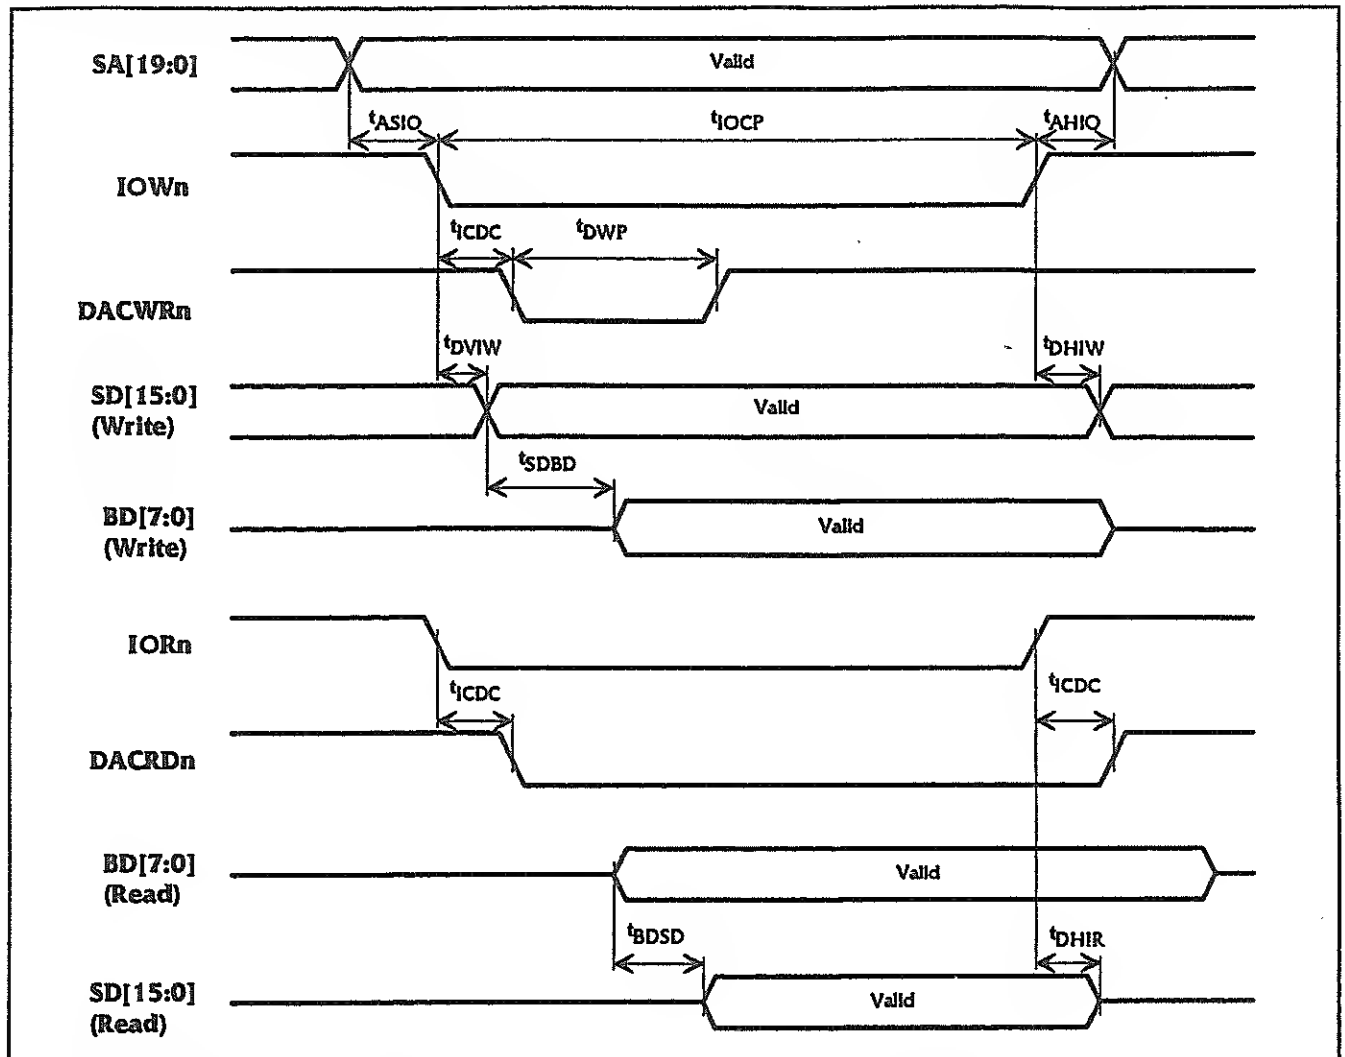 SA[19:0]
Valid
tASIO
tIOCP
tAHIO
IOWn
tICDC
tDWP
DACWRn
tDVIW
tDHIW
SD[15:0]
(Write)
Valid
tSDBD
BD[7:0]
(Write)
Valid
IORn
tICDC
tICDC
DACRDn
BD[7:0]
(Read)
Valid
tBDSD
tDHIR
SD[15:0]
(Read)
Valid